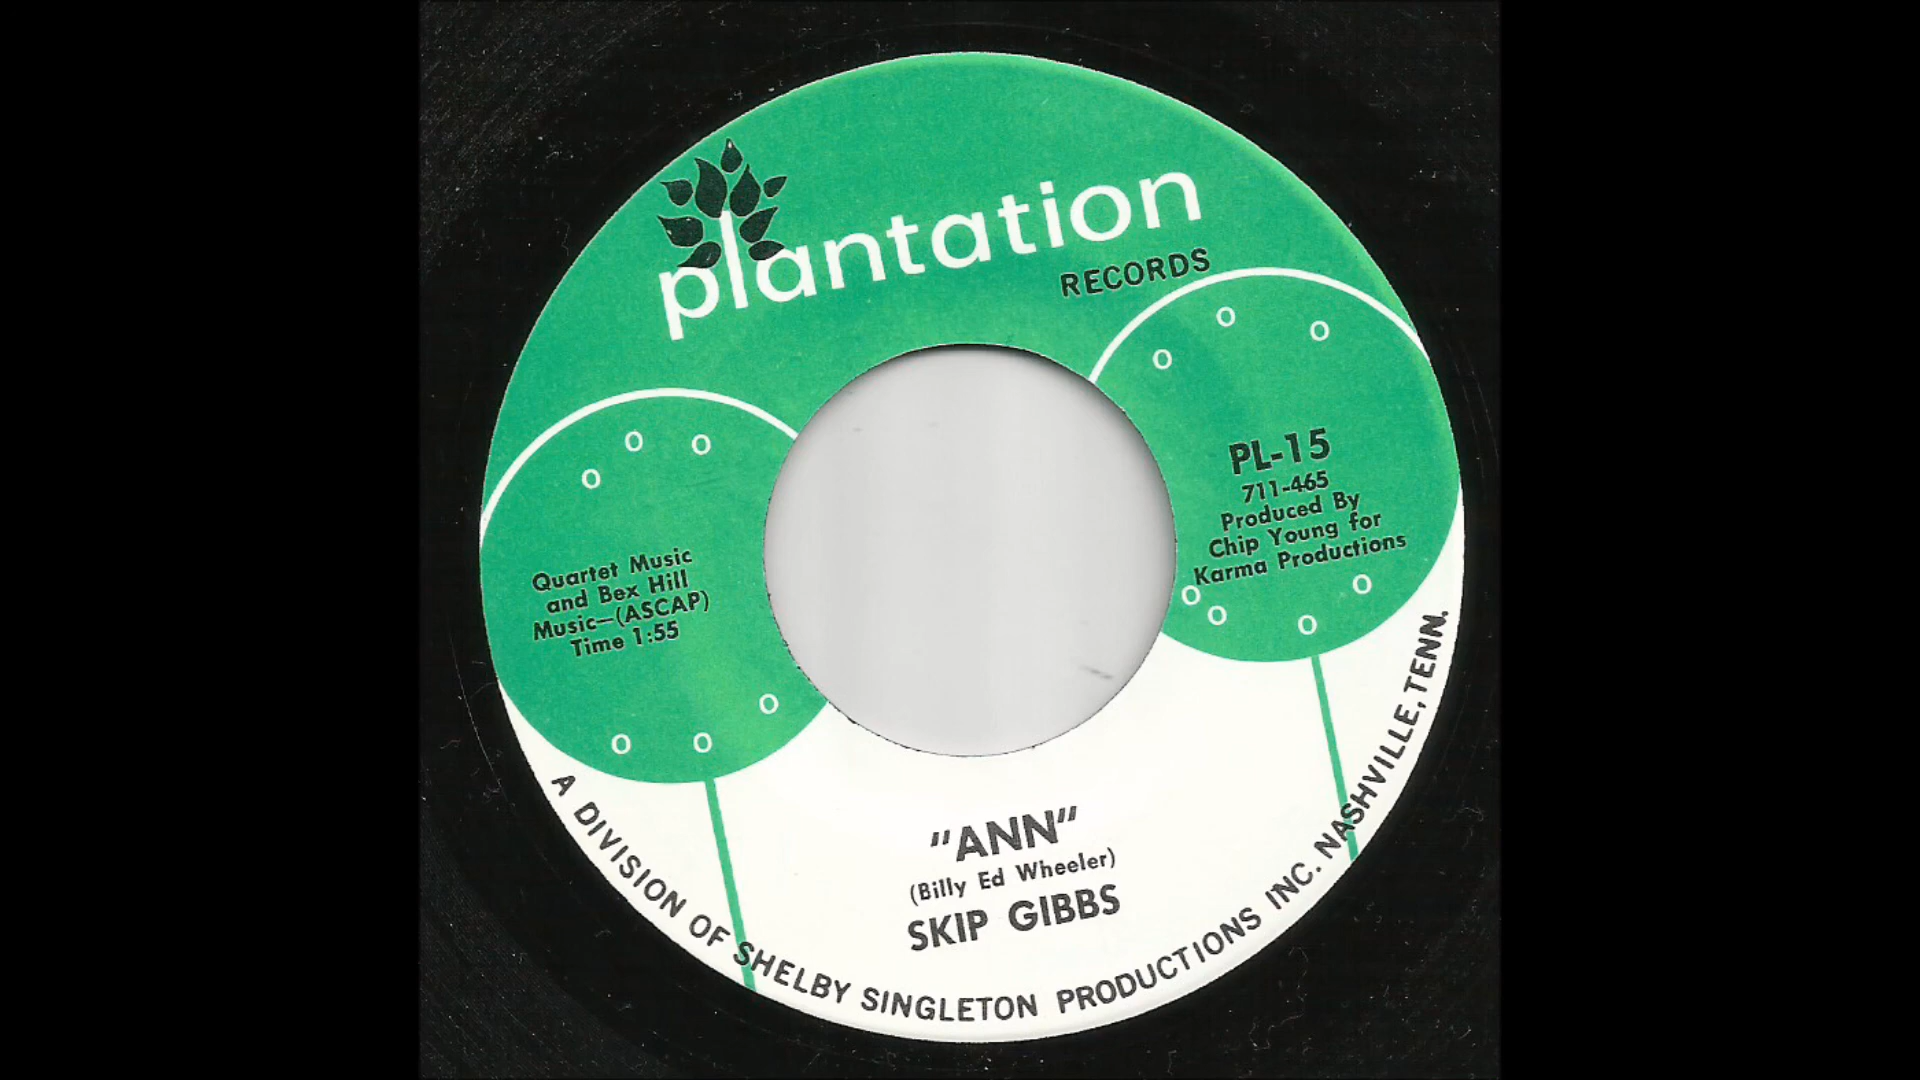 plantation
RECORDS
PL-15
711-465
Produced By
Chip Young for
Karma Productions
Quartet Music
and Bex Hill
Music—(ASCAP)
Time 1:55
"ANN"
(Billy Ed Wheeler)
SKIP GIBBS
A DIVISION OF SHELBY SINGLETON PRODUCTIONS INC. NASHVILLE, TENN.